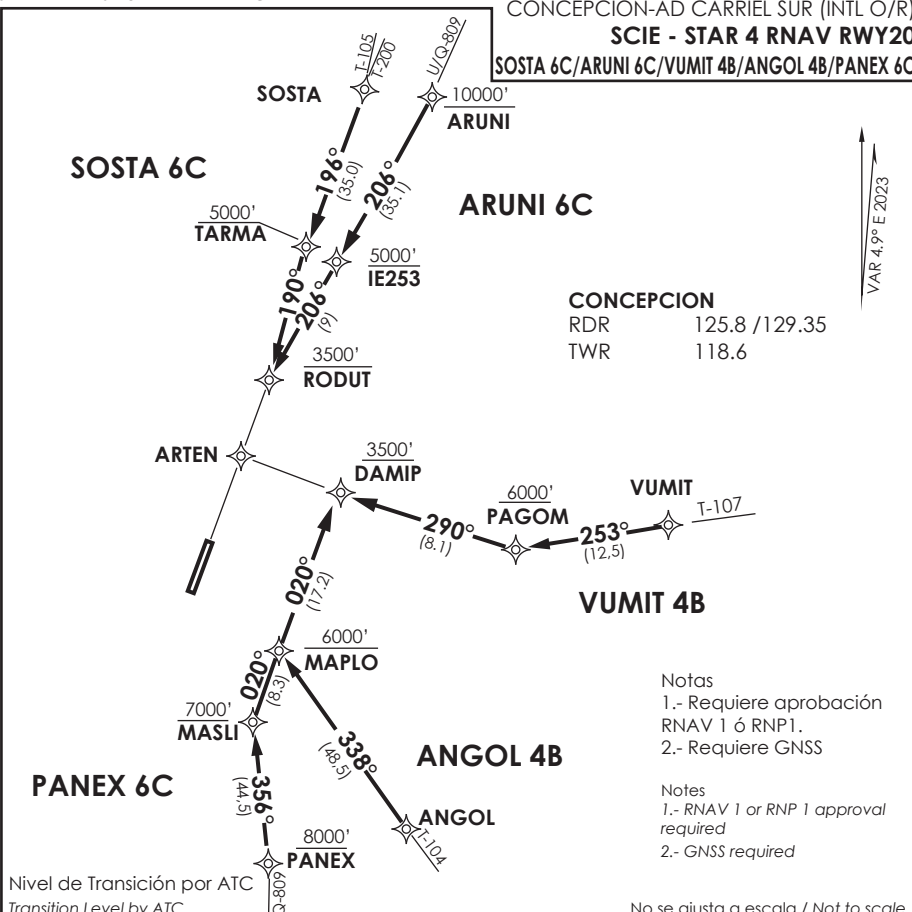 CONCEPCION-AD CARRIEL SUR (INTL O/R)
SCIE - STAR 4 RNAV RWY20
SOSTA 6C/ARUNI 6C/VUMIT 4B/ANGOL 4B/PANEX 6C
T-105
T-200
U/Q-809
SOSTA
10000'
ARUNI
SOSTA 6C
196°
(35.0)
206°
(35.1)
ARUNI 6C
VAR 4.9° E 2023
5000'
TARMA
5000'
IE253
190°
206°
(9)
CONCEPCION
RDR 125.8 /129.35
TWR 118.6
3500'
RODUT
ARTEN
3500'
DAMIP
6000'
PAGOM
VUMIT
T-107
290°
(8.1)
253°
(12,5)
020°
(17.2)
VUMIT 4B
6000'
MAPLO
020°
(8.3)
7000'
MASLI
338°
(48,5)
ANGOL 4B
PANEX 6C
356°
(44,5)
ANGOL
T-104
8000'
PANEX
Q-809
Notas
1.- Requiere aprobación
RNAV 1 ó RNP1.
2.- Requiere GNSS
Notes
1.- RNAV 1 or RNP 1 approval
required
2.- GNSS required
Nivel de Transición por ATC
Transition Level by ATC
No se ajusta a escala / Not to scale